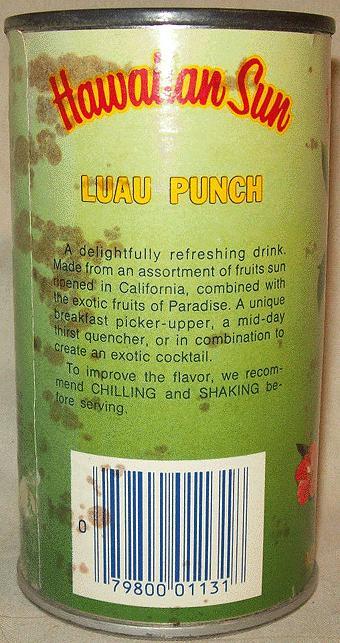 Hawaiian Sun
LUAU PUNCH
A delightfully refreshing drink.
Made from an assortment of fruits sun
ripened in California, combined with
the exotic fruits of Paradise. A unique
breakfast picker-upper, a mid-day
thirst quencher, or in combination to
create an exotic cocktail.
To improve the flavor, we recom-
mend CHILLING and SHAKING be-
fore serving.
0
79800 01131